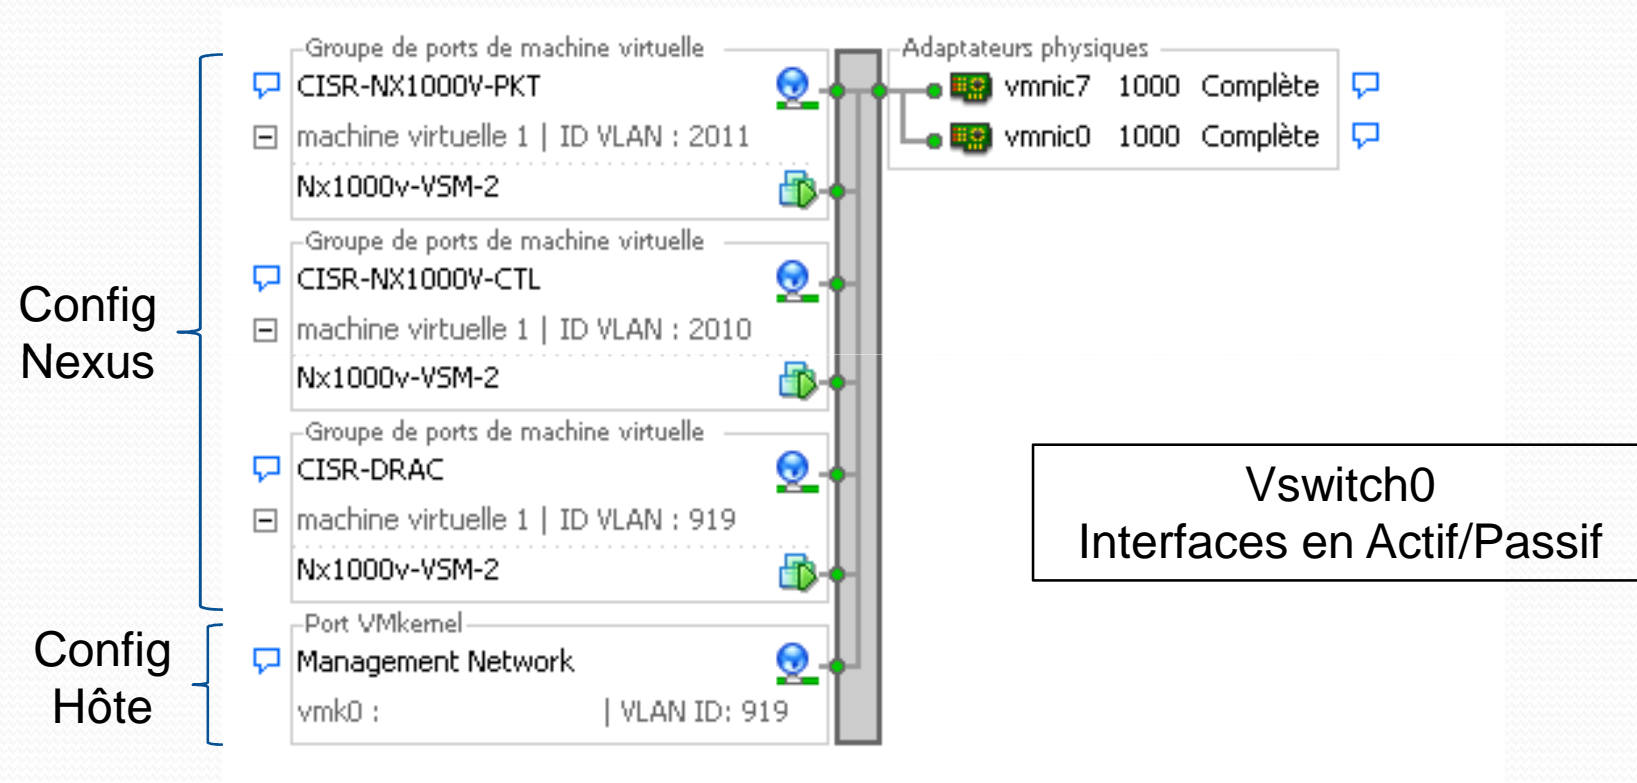 Groupe de ports de machine virtuelle
CISR-NX1000V-PKT
machine virtuelle 1 | ID VLAN : 2011
Nx1000v-VSM-2
Groupe de ports de machine virtuelle
CISR-NX1000V-CTL
machine virtuelle 1 | ID VLAN : 2010
Nx1000v-VSM-2
Groupe de ports de machine virtuelle
CISR-DRAC
machine virtuelle 1 | ID VLAN : 919
Nx1000v-VSM-2
Port VMkernel
Management Network
vmk0 : | VLAN ID: 919
Adaptateurs physiques
vmnic7 1000 Complète
vmnic0 1000 Complète
Config
Nexus
Config
Hôte
Vswitch0
Interfaces en Actif/Passif